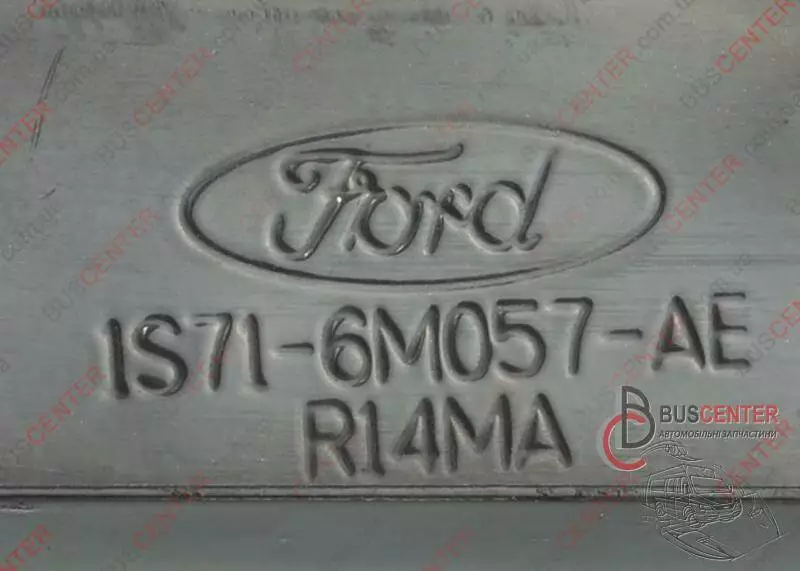 Ford
1S71-6M057-AE
R14MA
BUSCENTER
АВТОМОБІЛЬНІ ЗАПЧАСТИНИ